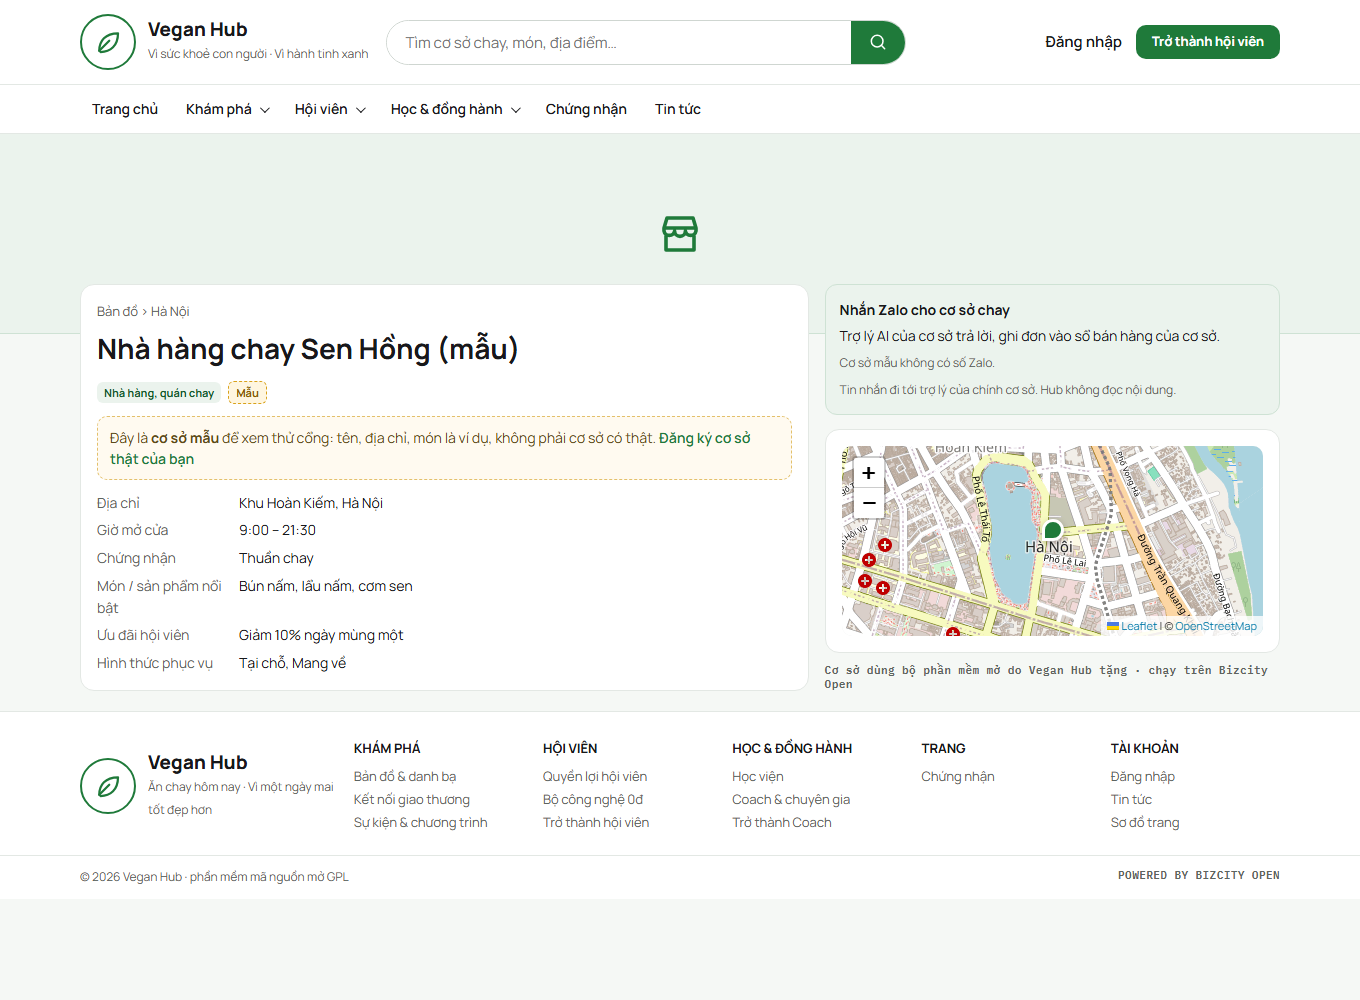 Vegan Hub
Vì sức khoẻ con người · Vì hành tinh xanh
Tìm cơ sở chay, món, địa điểm...
Đăng nhập
Trở thành hội viên
Trang chủ
Khám phá
Hội viên
Học & đồng hành
Chứng nhận
Tin tức
Bản đồ › Hà Nội
Nhà hàng chay Sen Hồng (mẫu)
Nhà hàng, quán chay
Mẫu
Đây là cơ sở mẫu để xem thử cổng: tên, địa chỉ, món là ví dụ, không phải cơ sở có thật. Đăng ký cơ sở
thật của bạn
Địa chỉ
Khu Hoàn Kiếm, Hà Nội
Giờ mở cửa
9:00 – 21:30
Chứng nhận
Thuần chay
Món / sản phẩm nổi
bật
Bún nấm, lẩu nấm, cơm sen
Ưu đãi hội viên
Giảm 10% ngày mùng một
Hình thức phục vụ
Tại chỗ, Mang về
Nhắn Zalo cho cơ sở chay
Trợ lý AI của cơ sở trả lời, ghi đơn vào sổ bán hàng của cơ sở.
Cơ sở mẫu không có số Zalo.
Tin nhắn đi tới trợ lý của chính cơ sở. Hub không đọc nội dung.
+
−
Hoàn Kiếm
Phố Lê Thái Tổ
Phố Vọng Hà
Hà Nội
Phố Lê Lai
Đường Trần Quang
Leaflet | © OpenStreetMap
Cơ sở dùng bộ phần mềm mở do Vegan Hub tặng · chạy trên Bizcity
Open
Vegan Hub
Ăn chay hôm nay · Vì một ngày mai
tốt đẹp hơn
KHÁM PHÁ
Bản đồ & danh bạ
Kết nối giao thương
Sự kiện & chương trình
HỘI VIÊN
Quyền lợi hội viên
Bộ công nghệ 0đ
Trở thành hội viên
HỌC & ĐỒNG HÀNH
Học viện
Coach & chuyên gia
Trở thành Coach
TRANG
Chứng nhận
TÀI KHOẢN
Đăng nhập
Tin tức
Sơ đồ trang
© 2026 Vegan Hub · phần mềm mã nguồn mở GPL
POWERED BY BIZCITY OPEN